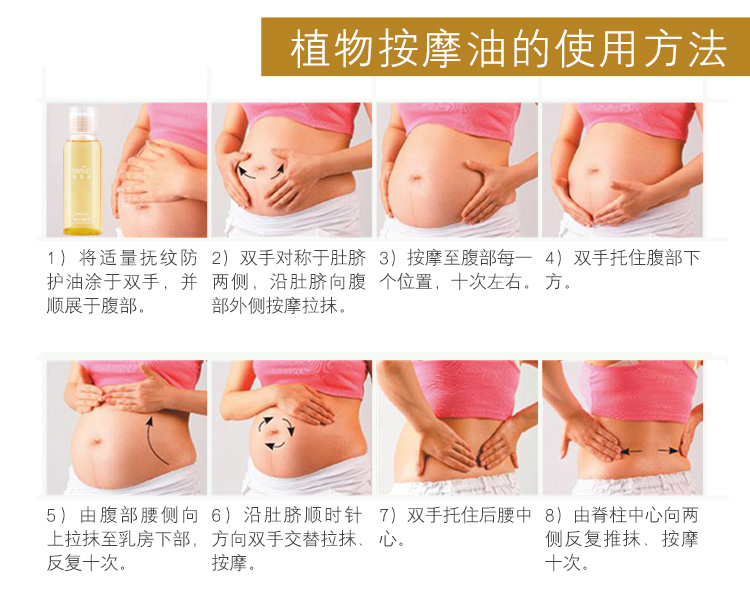 植物按摩油的使用方法
1）将适量抚纹防
护油涂于双手，并
顺展于腹部。
2）双手对称于肚脐
两侧，沿肚脐向腹
部外侧按摩拉抹。
3）按摩至腹部每一
个位置，十次左右。
4）双手托住腹部下
方。
5）由腹部腰侧向
上拉抹至乳房下部，
反复十次。
6）沿肚脐顺时针
方向双手交替拉抹、
按摩。
7）双手托住后腰中
心。
8）由脊柱中心向两
侧反复推抹、按摩
十次。